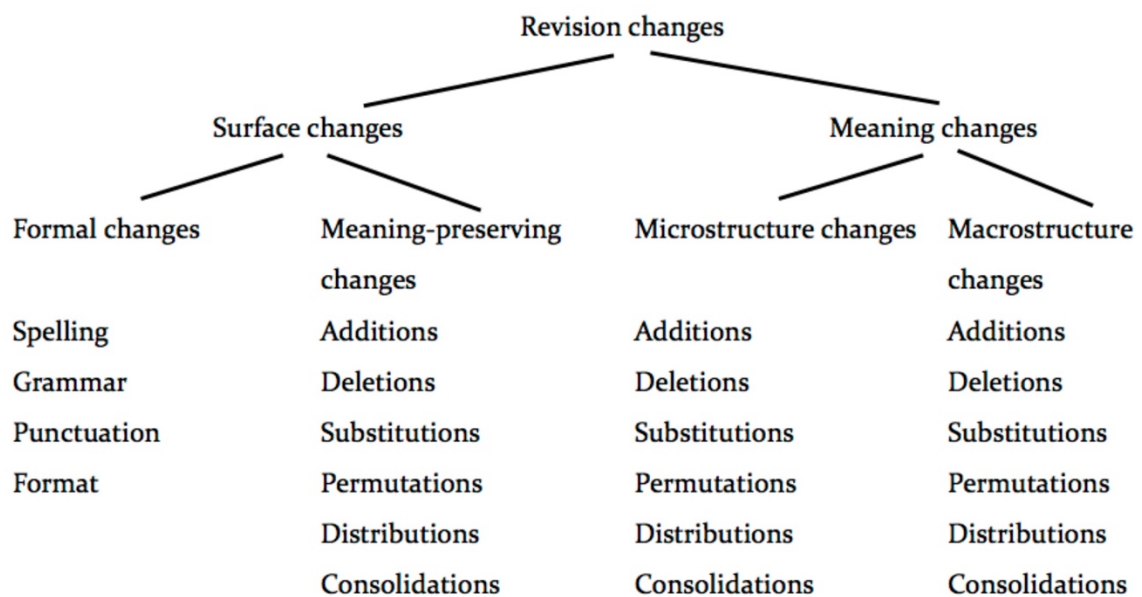 Revision changes
Surface changes Meaning changes
Formal changes Meaning-preserving changes Microstructure changes Macrostructure changes
Spelling Additions Additions Additions
Grammar Deletions Deletions Deletions
Punctuation Substitutions Substitutions Substitutions
Format Permutations Permutations Permutations
Distributions Distributions Distributions
Consolidations Consolidations Consolidations